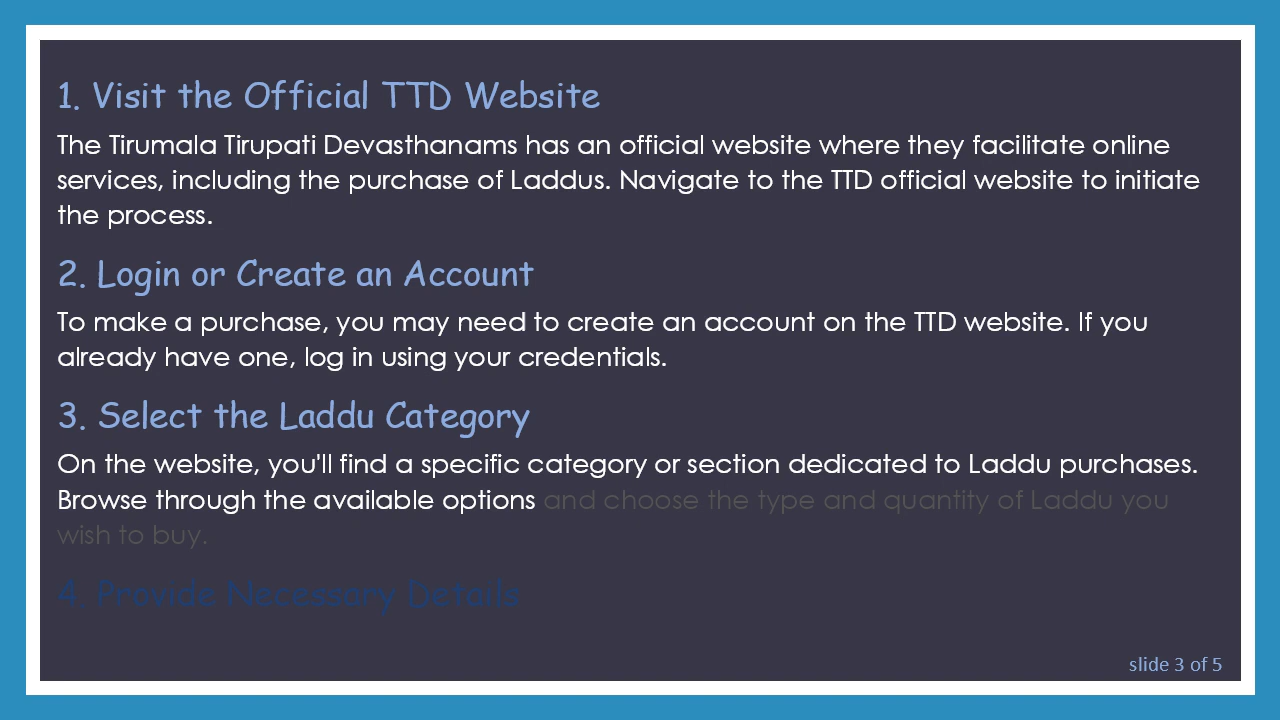 1. Visit the Official TTD Website
The Tirumala Tirupati Devasthanams has an official website where they facilitate online
services, including the purchase of Laddus. Navigate to the TTD official website to initiate
the process.
2. Login or Create an Account
To make a purchase, you may need to create an account on the TTD website. If you
already have one, log in using your credentials.
3. Select the Laddu Category
On the website, you'll find a specific category or section dedicated to Laddu purchases.
Browse through the available options and choose the type and quantity of Laddu you
wish to buy.
4. Provide Necessary Details
slide 3 of 5